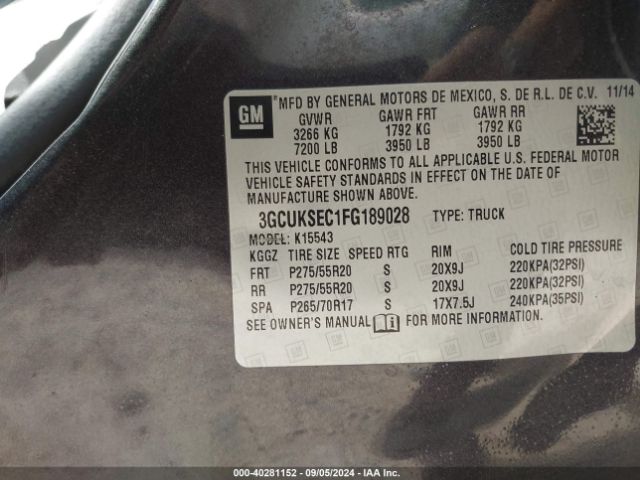 GM ®MFD BY GENERAL MOTORS DE MEXICO, S. DE R.L. DE C.V. 11/14
GVWR GAWR FRT GAWR RR
3266 KG 1792 KG 1792 KG
7200 LB 3950 LB 3950 LB
THIS VEHICLE CONFORMS TO ALL APPLICABLE U.S. FEDERAL MOTOR
VEHICLE SAFETY STANDARDS IN EFFECT ON THE DATE OF
MANUFACTURE SHOWN ABOVE.
3GCUKSEC1FG189028 TYPE: TRUCK
MODEL: K15543
KGGZ TIRE SIZE SPEED RTG RIM COLD TIRE PRESSURE
FRT P275/55R20 S 20X9J 220KPA(32PSI)
RR P275/55R20 S 20X9J 220KPA(32PSI)
SPA P265/70R17 S 17X7.5J 240KPA(35PSI)
SEE OWNER'S MANUAL FOR MORE INFORMATION.
000-40281152 - 09/05/2024 - IAA Inc.